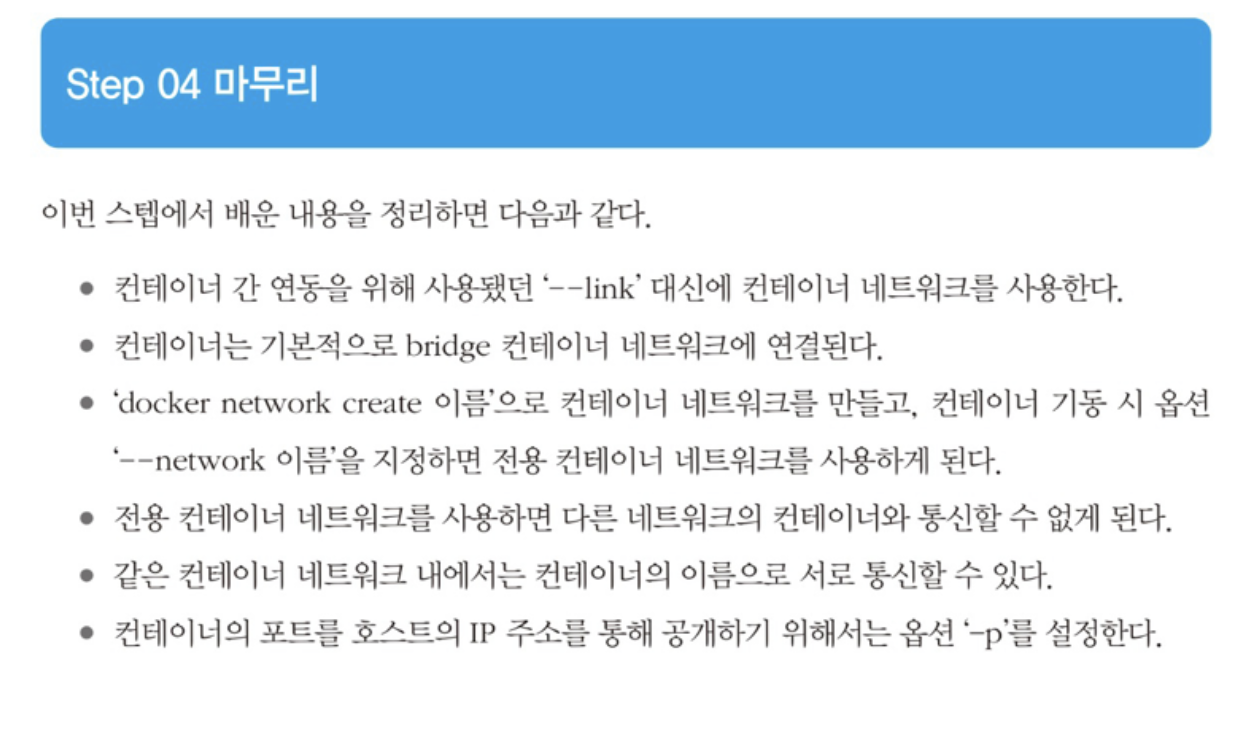 Step 04 마무리
이번 스텝에서 배운 내용을 정리하면 다음과 같다.
● 컨테이너 간 연동을 위해 사용됐던 ‘--link’ 대신에 컨테이너 네트워크를 사용한다.
● 컨테이너는 기본적으로 bridge 컨테이너 네트워크에 연결된다.
● ‘docker network create 이름’으로 컨테이너 네트워크를 만들고, 컨테이너 기동 시 옵션
‘--network 이름’을 지정하면 전용 컨테이너 네트워크를 사용하게 된다.
● 전용 컨테이너 네트워크를 사용하면 다른 네트워크의 컨테이너와 통신할 수 없게 된다.
● 같은 컨테이너 네트워크 내에서는 컨테이너의 이름으로 서로 통신할 수 있다.
● 컨테이너의 포트를 호스트의 IP 주소를 통해 공개하기 위해서는 옵션 ‘-p’를 설정한다.